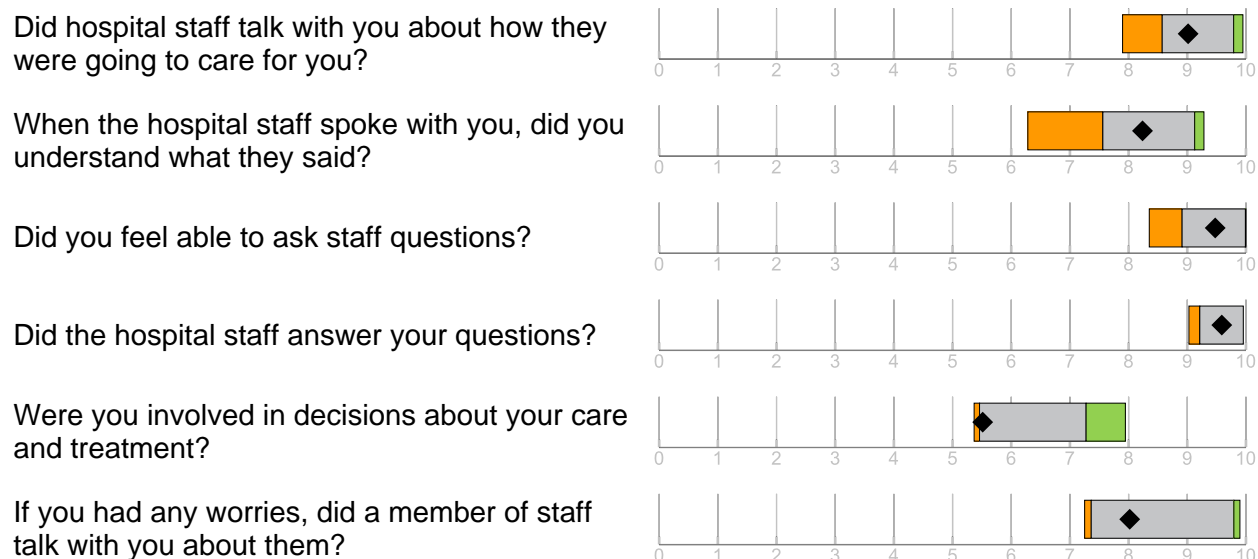 Did hospital staff talk with you about how they
were going to care for you?
0 1 2 3 4 5 6 7 8 9 10
When the hospital staff spoke with you, did you
understand what they said?
0 1 2 3 4 5 6 7 8 9 10
Did you feel able to ask staff questions?
0 1 2 3 4 5 6 7 8 9 10
Did the hospital staff answer your questions?
0 1 2 3 4 5 6 7 8 9 10
Were you involved in decisions about your care
and treatment?
0 1 2 3 4 5 6 7 8 9 10
If you had any worries, did a member of staff
talk with you about them?
0 1 2 3 4 5 6 7 8 9 10